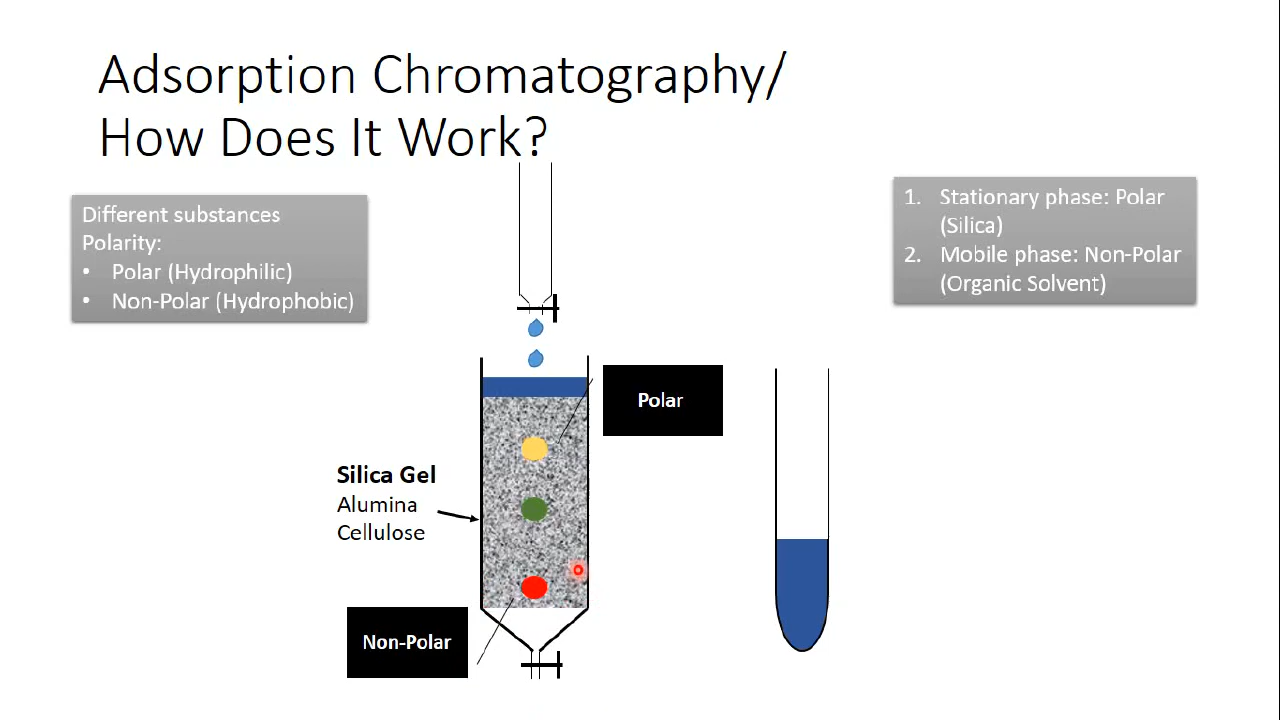 Adsorption Chromatography/
How Does It Work?
Different substances
Polarity:
• Polar (Hydrophilic)
• Non-Polar (Hydrophobic)
1. Stationary phase: Polar
(Silica)
2. Mobile phase: Non-Polar
(Organic Solvent)
Polar
Silica Gel
Alumina
Cellulose
Non-Polar